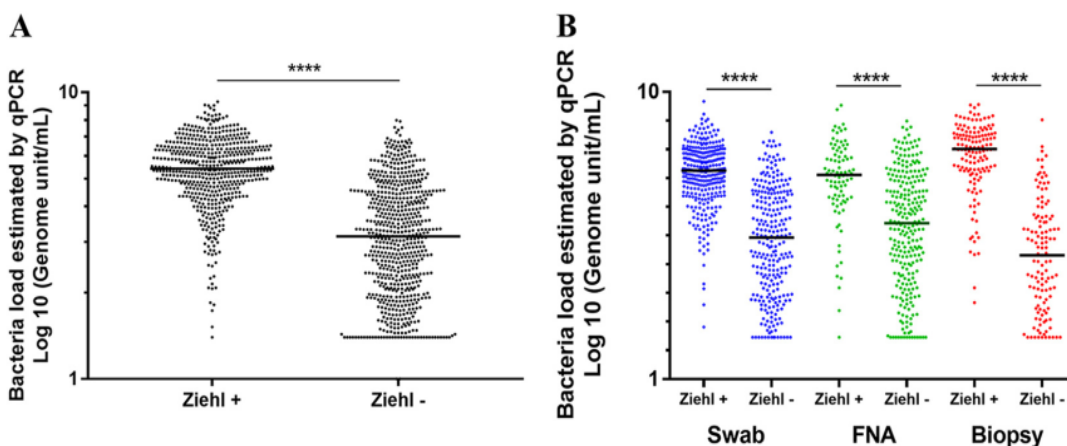 A
Bacteria load estimated by qPCR
Log 10 (Genome unit/mL)
****
10
1
Ziehl +
Ziehl -
B
Bacteria load estimated by qPCR
Log 10 (Genome unit/mL)
**** **** ****
10
1
Ziehl + Ziehl - Ziehl + Ziehl - Ziehl + Ziehl -
Swab FNA Biopsy